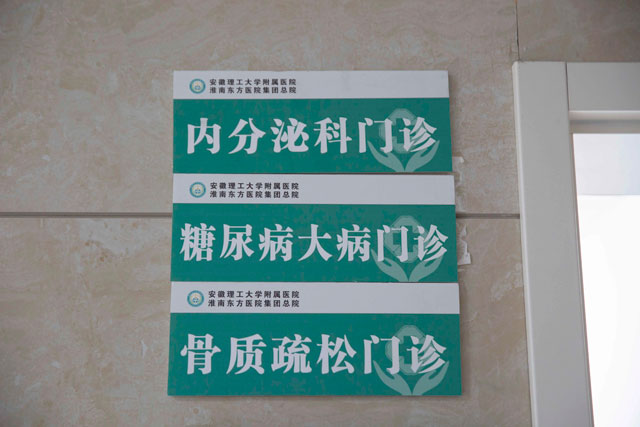 安徽理工大学附属医院
淮南东方医院集团总院
内分泌科门诊
安徽理工大学附属医院
淮南东方医院集团总院
糖尿病大病门诊
安徽理工大学附属医院
淮南东方医院集团总院
骨质疏松门诊